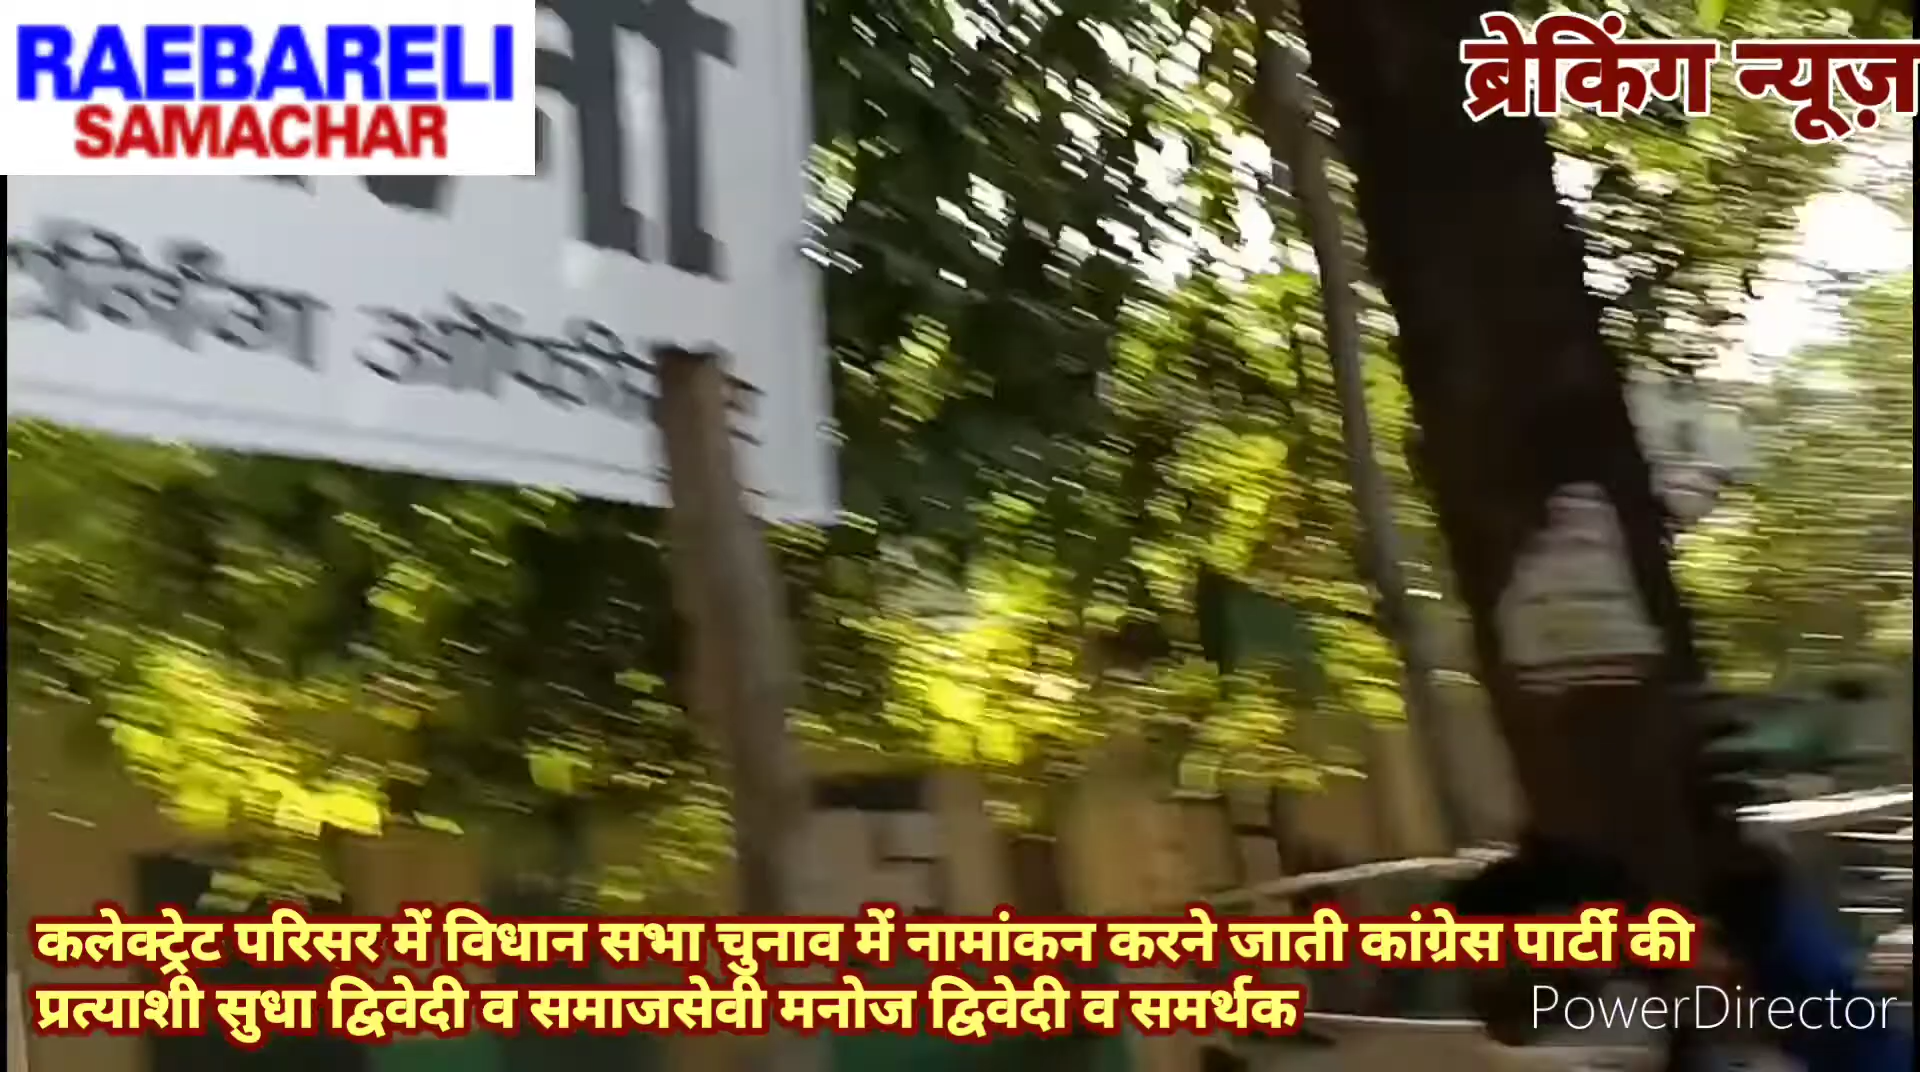 RAEBARELI
SAMACHAR
ब्रेकिंग न्यूज़
कलेक्ट्रेट परिसर में विधान सभा चुनाव में नामांकन करने जाती कांग्रेस पार्टी की
प्रत्याशी सुधा द्विवेदी व समाजसेवी मनोज द्विवेदी व समर्थक
PowerDirector